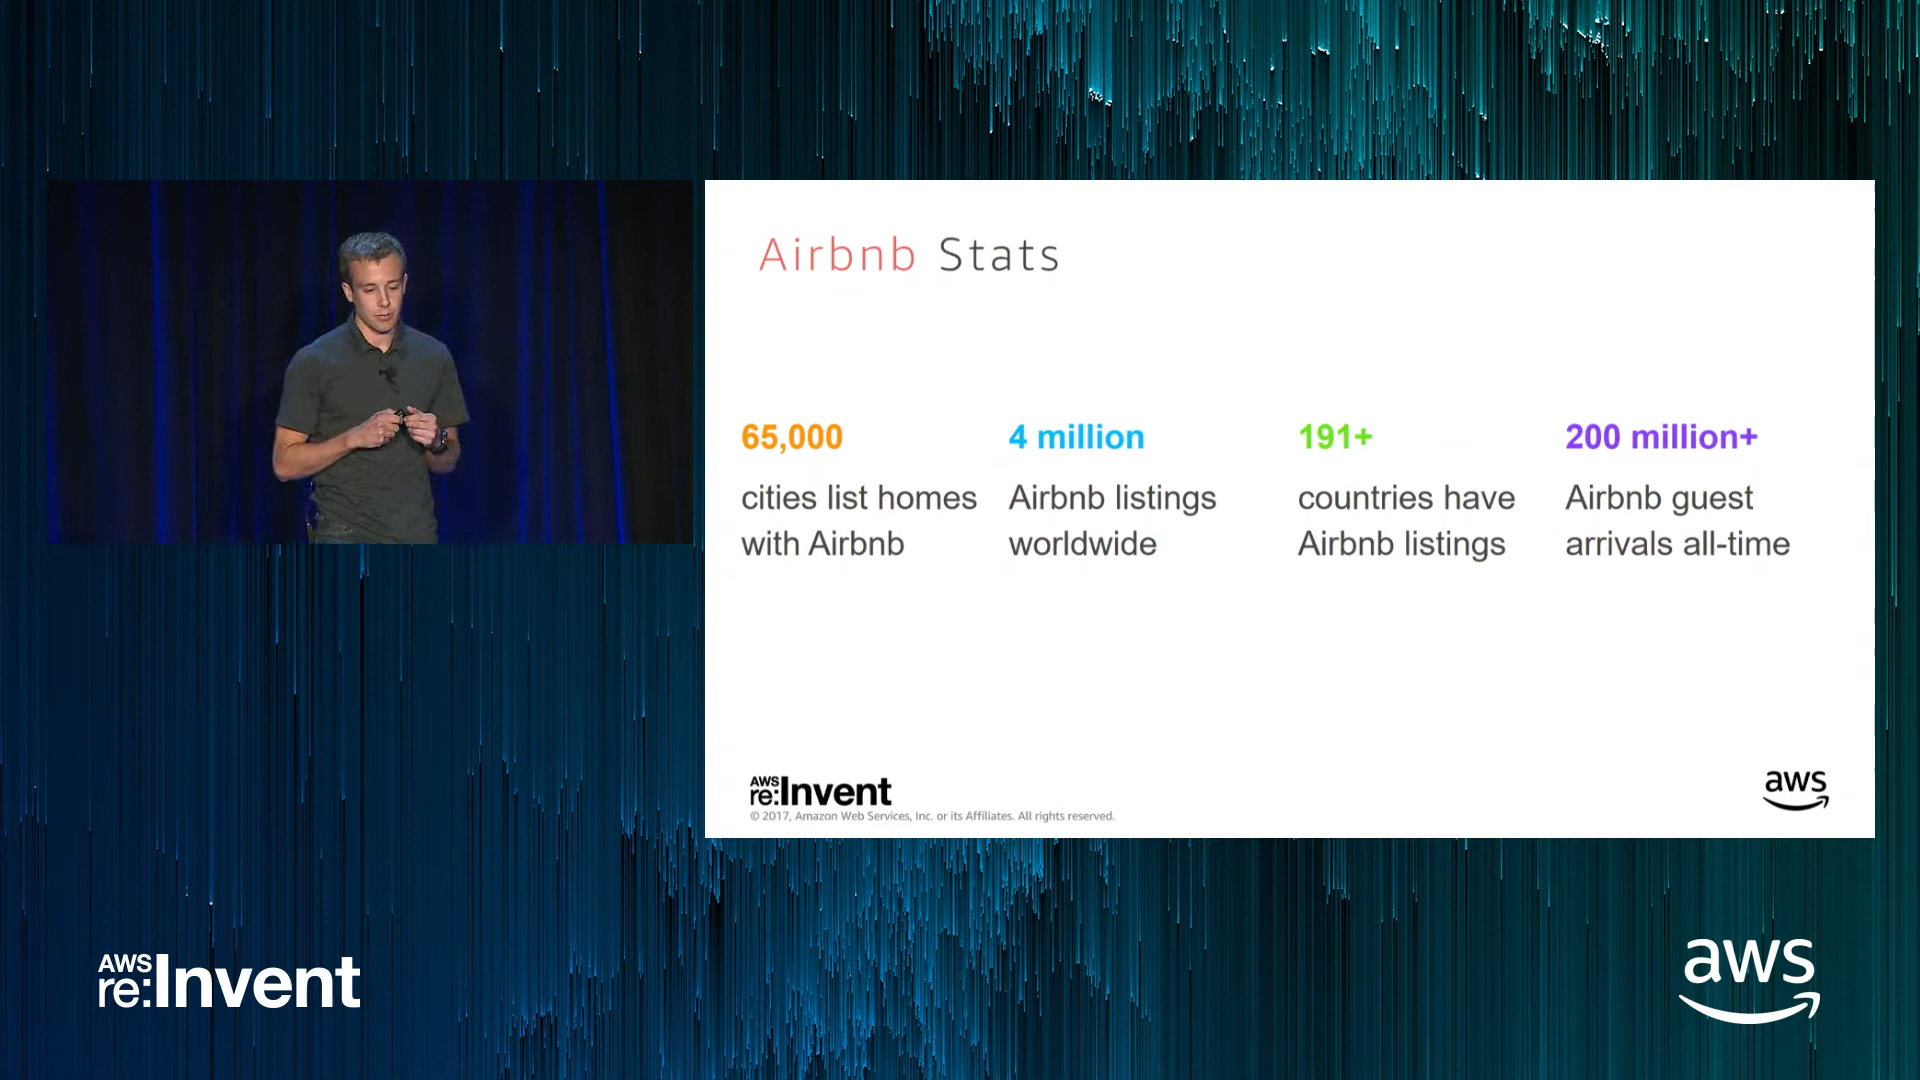 Airbnb Stats
65,000
cities list homes
with Airbnb
4 million
Airbnb listings
worldwide
191+
countries have
Airbnb listings
200 million+
Airbnb guest
arrivals all-time
AWS
re:Invent
© 2017, Amazon Web Services, Inc. or its Affiliates. All rights reserved.
aws
AWS
re:Invent
aws